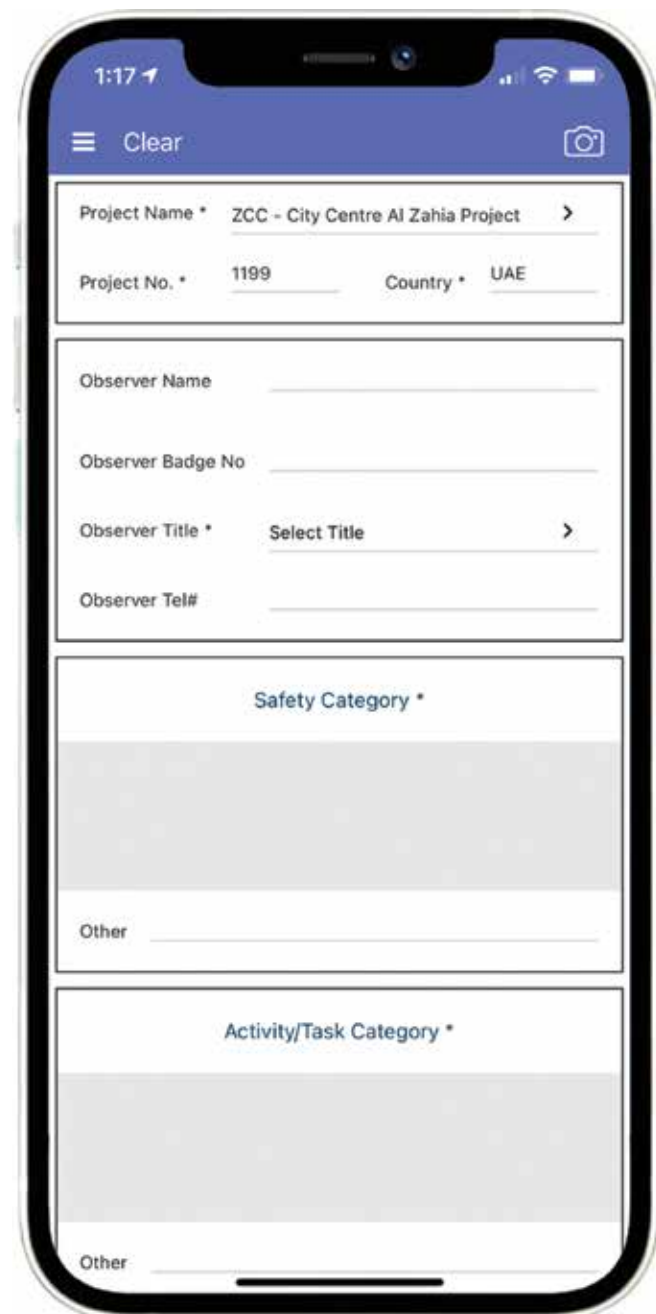 1:17
Clear
Project Name * ZCC - City Centre Al Zahia Project
Project No. * 1199 Country * UAE
Observer Name
Observer Badge No
Observer Title * Select Title
Observer Tel#
Safety Category *
Other
Activity/Task Category *
Other